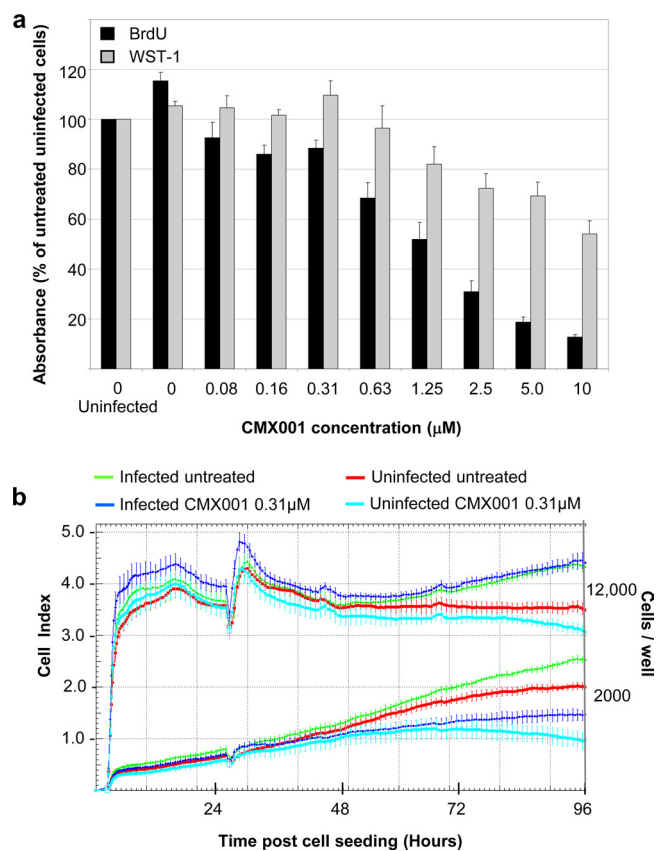 a
BrdU
WST-1
Absorbance (% of untreated uninfected cells)
120
100
80
60
40
20
0 0 0.08 0.16 0.31 0.63 1.25 2.5 5.0 10
Uninfected
CMX001 concentration (μM)
b
Infected untreated Uninfected untreated
Infected CMX001 0.31μM Uninfected CMX001 0.31μM
Cell Index
5.0
4.0
3.0
2.0
1.0
12,000
2000
Cells / well
24 48 72 96
Time post cell seeding (Hours)